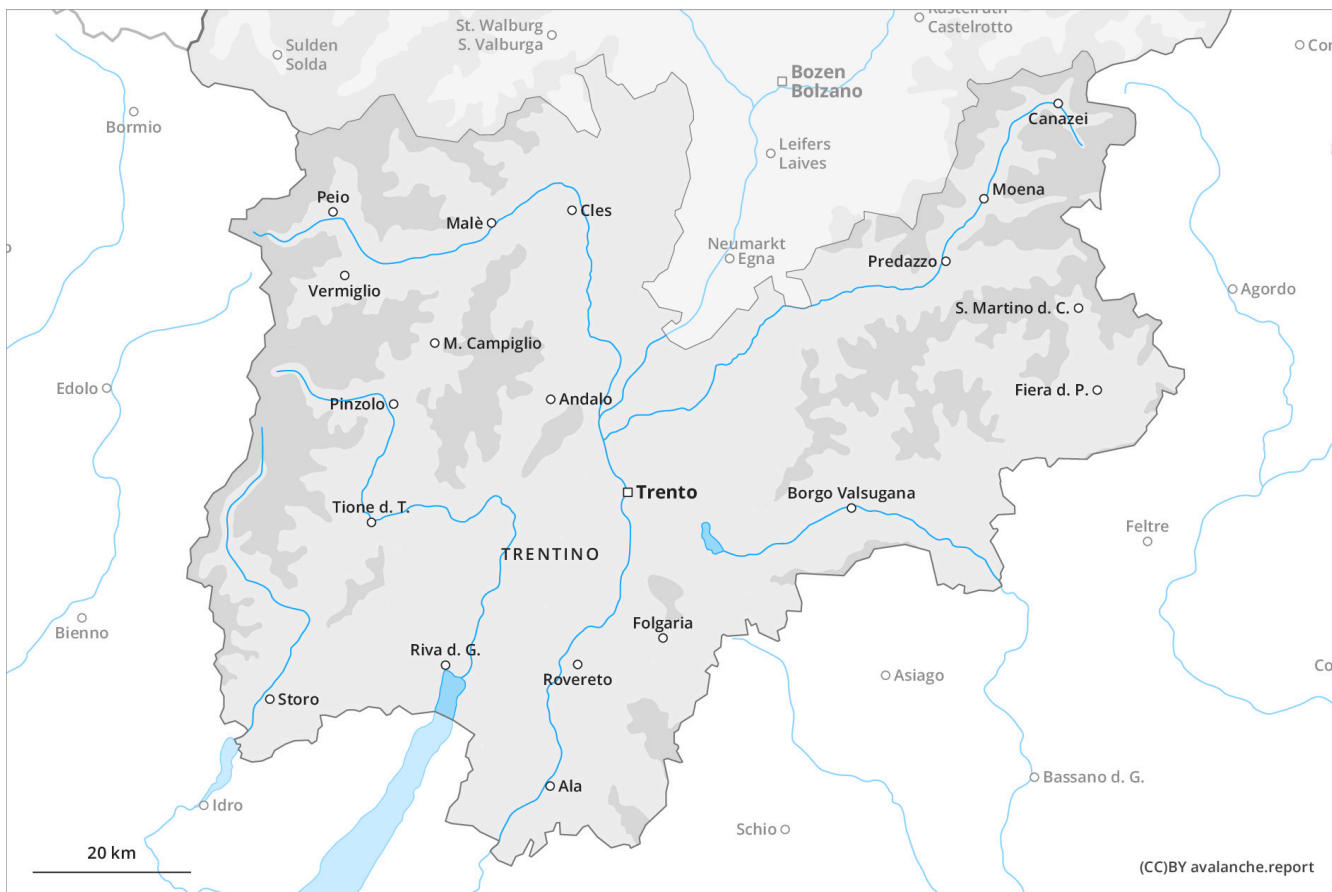 Kastelruth
Castelrotto
St. Walburg
S. Valburga
Sulden
Solda
Bozen
Bolzano
Bormio
Canazei
Leifers
Laives
Peio
Moena
Malè
Cles
Neumarkt
Egna
Predazzo
Vermiglio
Agordo
S. Martino d. C.
M. Campiglio
Edolo
Fiera d. P.
Andalo
Pinzolo
Trento
Borgo Valsugana
Tione d. T.
Feltre
TRENTINO
Bienno
Folgaria
Riva d. G.
Rovereto
Asiago
Storo
Bassano d. G.
Ala
Idro
Schio
20 km
(CC)BY avalanche.report